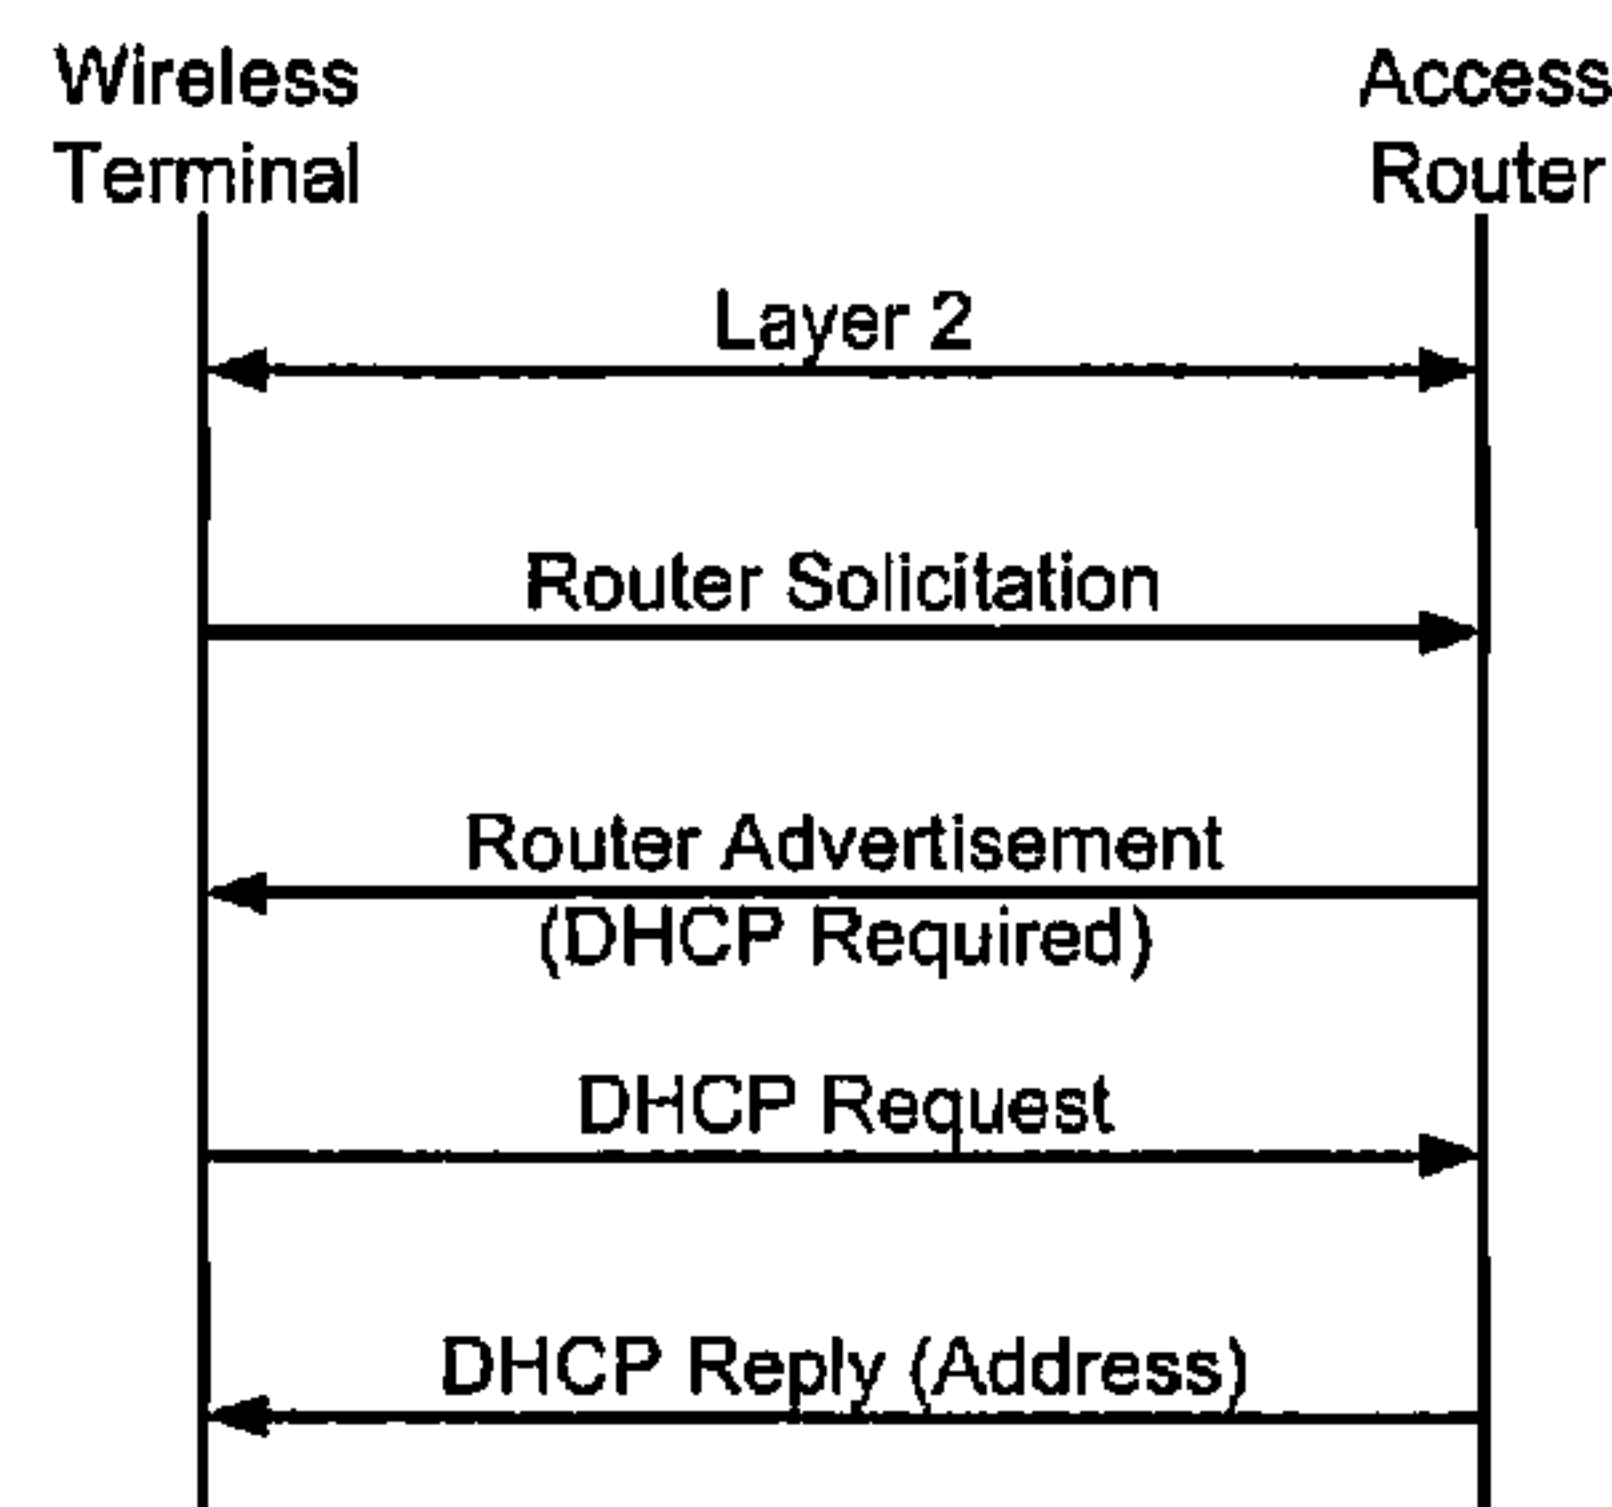 Wireless
Terminal
Access
Router
Layer 2
Router Solicitation
Router Advertisement
(DHCP Required)
DHCP Request
DHCP Reply (Address)